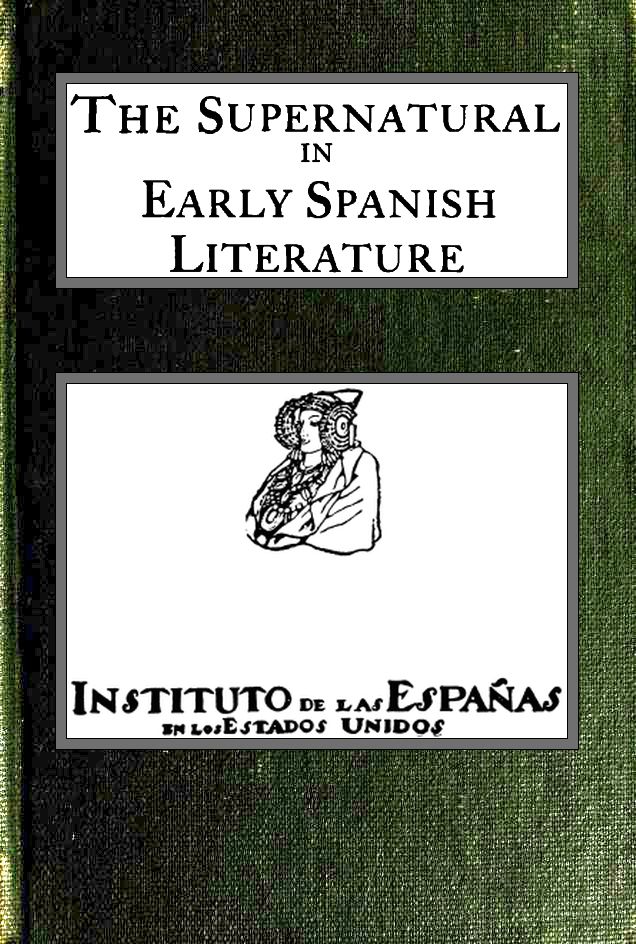 THE SUPERNATURAL
IN
EARLY SPANISH
LITERATURE
INSTITUTO DE LAS ESPAÑAS
EN LOS ESTADOS UNIDOS